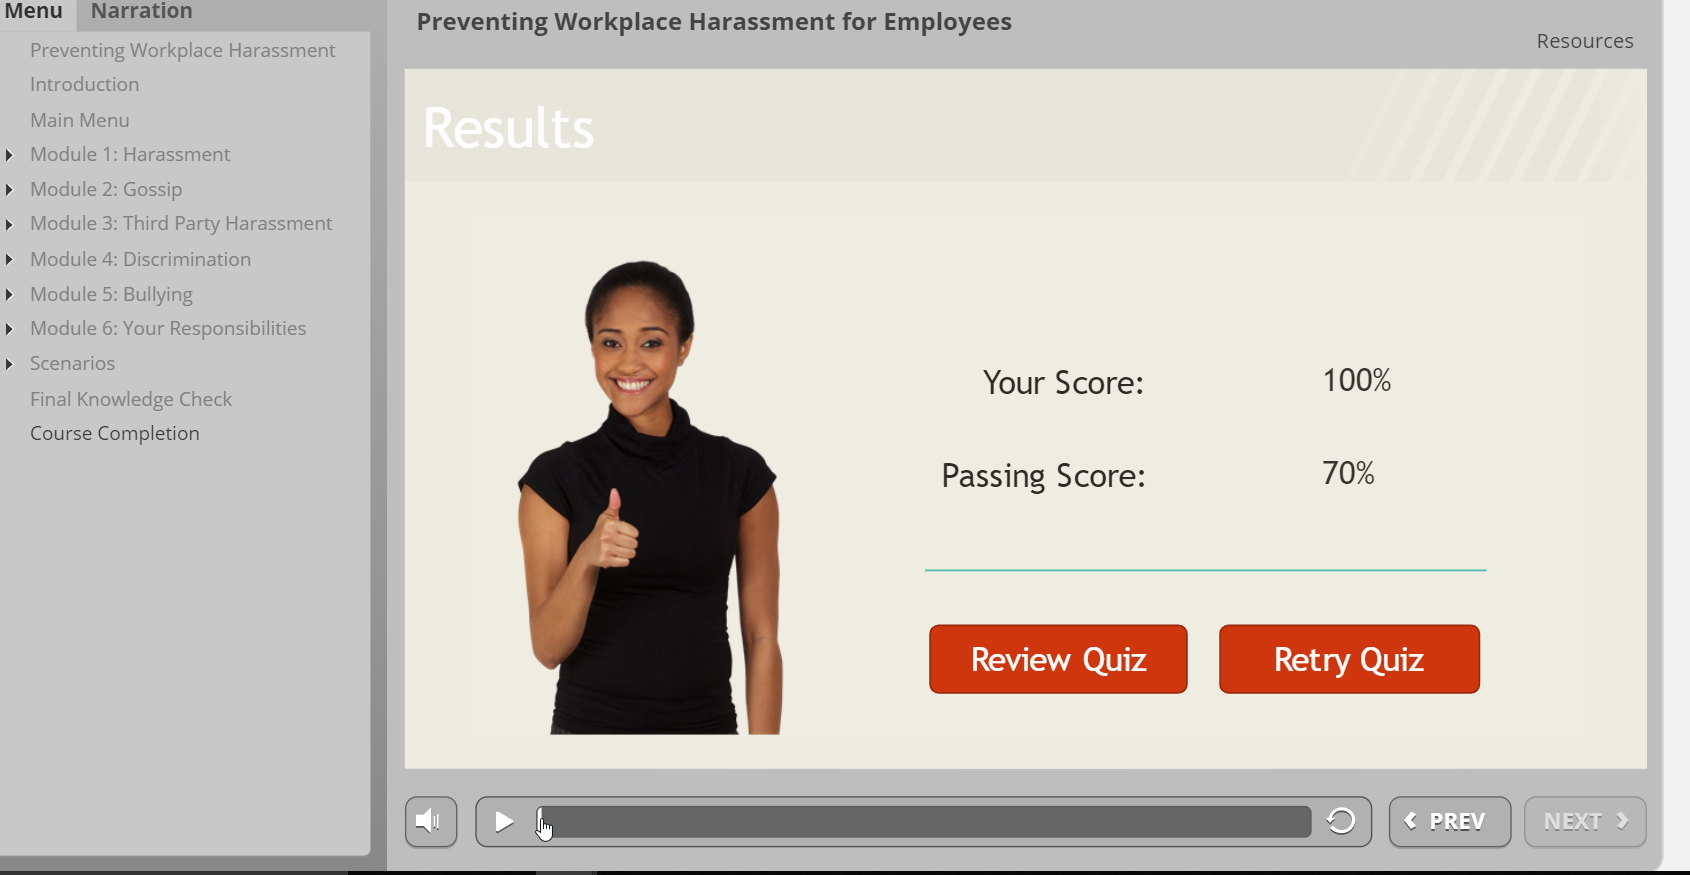 Menu Narration
Preventing Workplace Harassment
Introduction
Main Menu
Module 1: Harassment
Module 2: Gossip
Module 3: Third Party Harassment
Module 4: Discrimination
Module 5: Bullying
Module 6: Your Responsibilities
Scenarios
Final Knowledge Check
Course Completion
Preventing Workplace Harassment for Employees
Resources
Results
Your Score: 100%
Passing Score: 70%
Review Quiz Retry Quiz
PREV NEXT